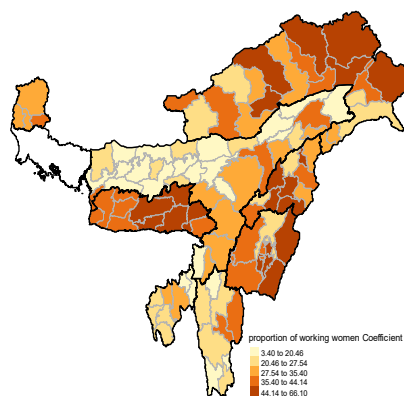 proportion of working women Coefficient
3.40 to 20.46
20.46 to 27.54
27.54 to 35.40
35.40 to 44.14
44.14 to 66.10